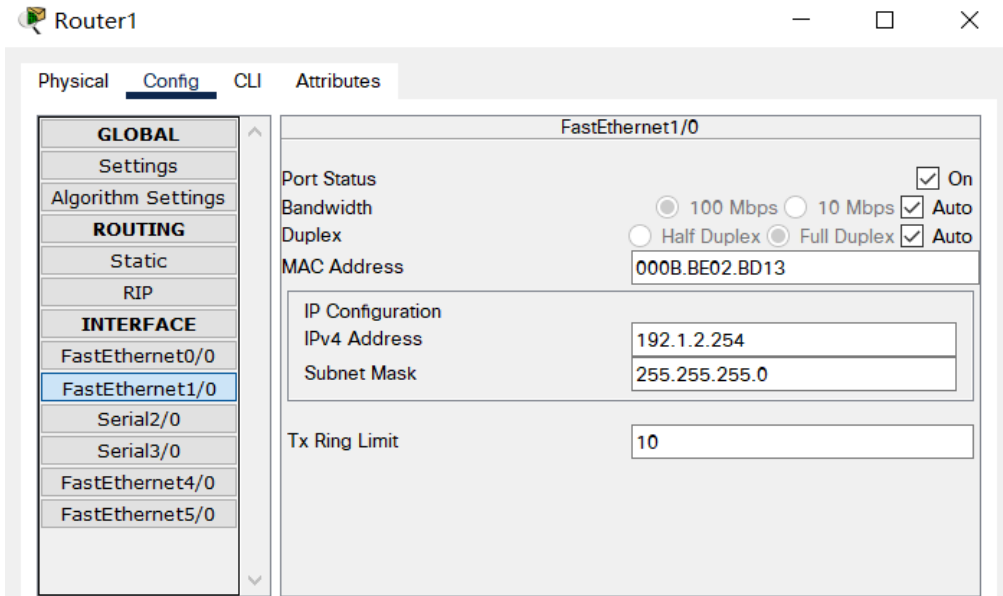 Router1
Physical Config CLI Attributes
GLOBAL
Settings
Algorithm Settings
ROUTING
Static
RIP
INTERFACE
FastEthernet0/0
FastEthernet1/0
Serial2/0
Serial3/0
FastEthernet4/0
FastEthernet5/0
FastEthernet1/0
Port Status On
Bandwidth 100 Mbps 10 Mbps Auto
Duplex Half Duplex Full Duplex Auto
MAC Address 000B.BE02.BD13
IP Configuration
IPv4 Address 192.1.2.254
Subnet Mask 255.255.255.0
Tx Ring Limit 10